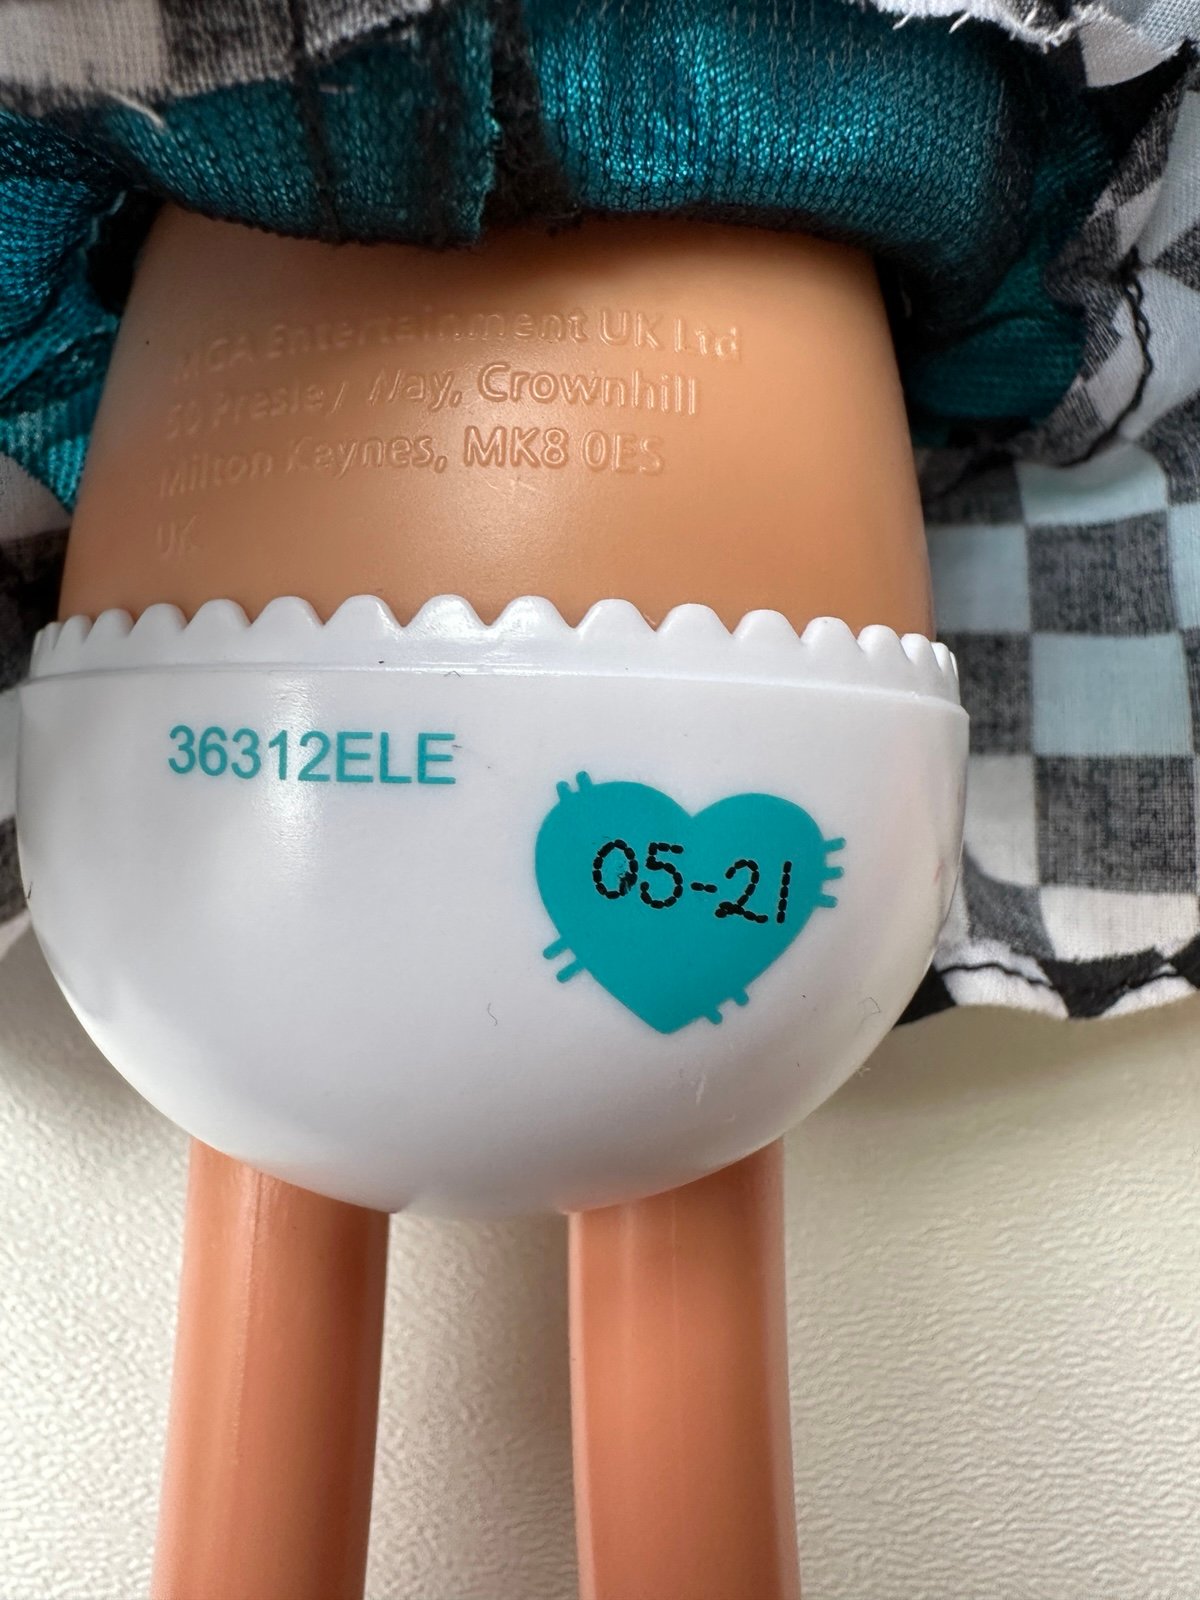 MGA Entertainment UK Ltd
50 Presley Way, Crownhill
Milton Keynes, MK8 0ES
UK
36312ELE
05-21